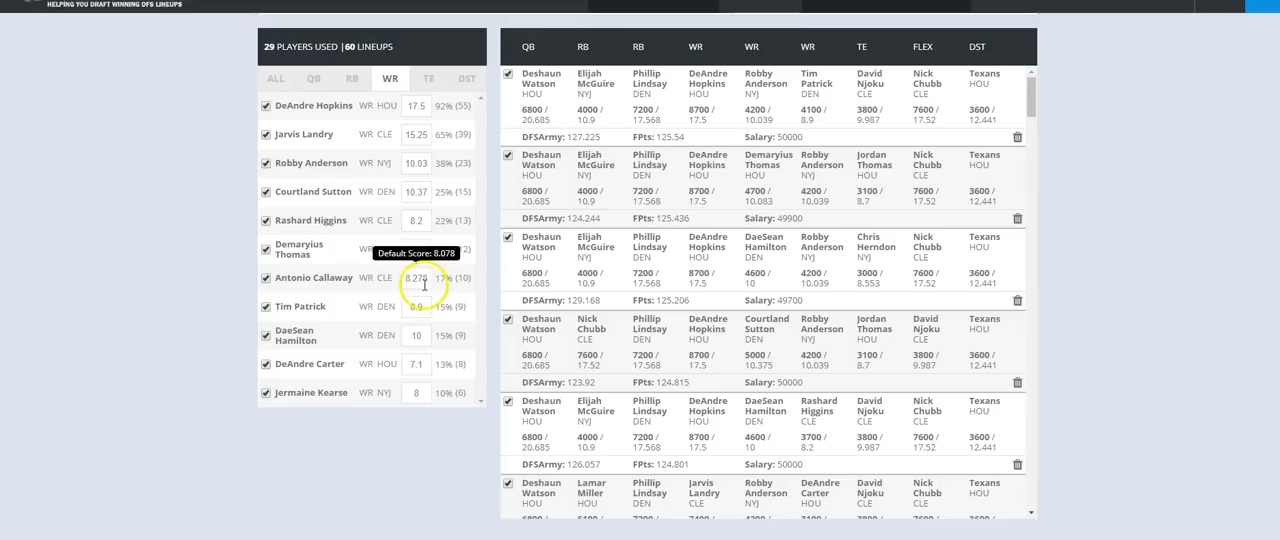 HELPING YOU DRAFT WINNING DFS LINEUPS
29 PLAYERS USED |60 LINEUPS
ALL QB RB WR TE DST
DeAndre Hopkins WR HOU 17.5 92% (55)
Jarvis Landry WR CLE 15.25 65% (39)
Robby Anderson WR NYJ 10.03 38% (23)
Courtland Sutton WR DEN 10.37 25% (15)
Rashard Higgins WR CLE 8.2 22% (13)
Demaryius
Thomas
Default Score: 8.078
Antonio Callaway WR CLE 8.278 17% (10)
Tim Patrick WR DEN 8.9 15% (9)
DaeSean
Hamilton WR DEN 10 15% (9)
DeAndre Carter WR HOU 7.1 13% (8)
Jermaine Kearse WR NYJ 8 10% (6)
QB RB RB WR WR WR TE FLEX DST
Deshaun Elijah Phillip DeAndre Robby Tim David Nick Texans
Watson McGuire Lindsay Hopkins Anderson Patrick Njoku Chubb HOU
HOU NYJ DEN HOU NYJ DEN CLE CLE
6800 / 4000 / 7200 / 8700 / 4200 / 4100 / 3800 / 7600 / 3600 /
20.685 10.9 17.568 17.5 10.039 8.9 9.987 17.52 12.441
DFSArmy: 127.225 FPts: 125.54 Salary: 50000
Deshaun Elijah Phillip DeAndre Demaryius Robby Jordan Nick Texans
Watson McGuire Lindsay Hopkins Thomas Anderson Thomas Chubb HOU
HOU NYJ DEN HOU HOU NYJ HOU CLE
6800 / 4000 / 7200 / 8700 / 4700 / 4200 / 3100 / 7600 / 3600 /
20.685 10.9 17.568 17.5 10.083 10.039 8.7 17.52 12.441
DFSArmy: 124.244 FPts: 125.436 Salary: 49900
Deshaun Elijah Phillip DeAndre DaeSean Robby Chris Nick Texans
Watson McGuire Lindsay Hopkins Hamilton Anderson Herndon Chubb HOU
HOU NYJ DEN HOU DEN NYJ NYJ CLE
6800 / 4000 / 7200 / 8700 / 4600 / 4200 / 3000 / 7600 / 3600 /
20.685 10.9 17.568 17.5 10 10.039 8.553 17.52 12.441
DFSArmy: 129.168 FPts: 125.206 Salary: 49700
Deshaun Nick Phillip DeAndre Courtland Robby Jordan David Texans
Watson Chubb Lindsay Hopkins Sutton Anderson Thomas Njoku HOU
HOU CLE DEN HOU DEN NYJ HOU CLE
6800 / 7600 / 7200 / 8700 / 5000 / 4200 / 3100 / 3800 / 3600 /
20.685 17.52 17.568 17.5 10.375 10.039 8.7 9.987 12.441
DFSArmy: 123.92 FPts: 124.815 Salary: 50000
Deshaun Elijah Phillip DeAndre DaeSean Rashard David Nick Texans
Watson McGuire Lindsay Hopkins Hamilton Higgins Njoku Chubb HOU
HOU NYJ DEN HOU DEN CLE CLE CLE
6800 / 4000 / 7200 / 8700 / 4600 / 3700 / 3800 / 7600 / 3600 /
20.685 10.9 17.568 17.5 10 8.2 9.987 17.52 12.441
DFSArmy: 126.057 FPts: 124.801 Salary: 50000
Deshaun Lamar Phillip Jarvis Robby DeAndre David Nick Texans
Watson Miller Lindsay Landry Anderson Carter Njoku Chubb HOU
HOU HOU DEN CLE NYJ HOU CLE CLE